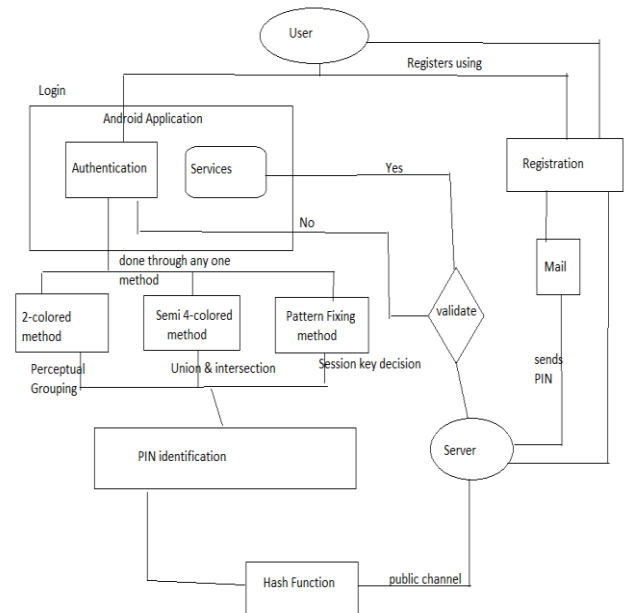 User
Registers using
Login
Android Application
Authentication
Services
Registration
Yes
No
done through any one
method
Mail
2-colored
method
Semi 4-colored
method
Pattern Fixing
method
validate
Perceptual
Grouping
Union & intersection
Session key decision
sends
PIN
PIN identification
Server
Hash Function
public channel